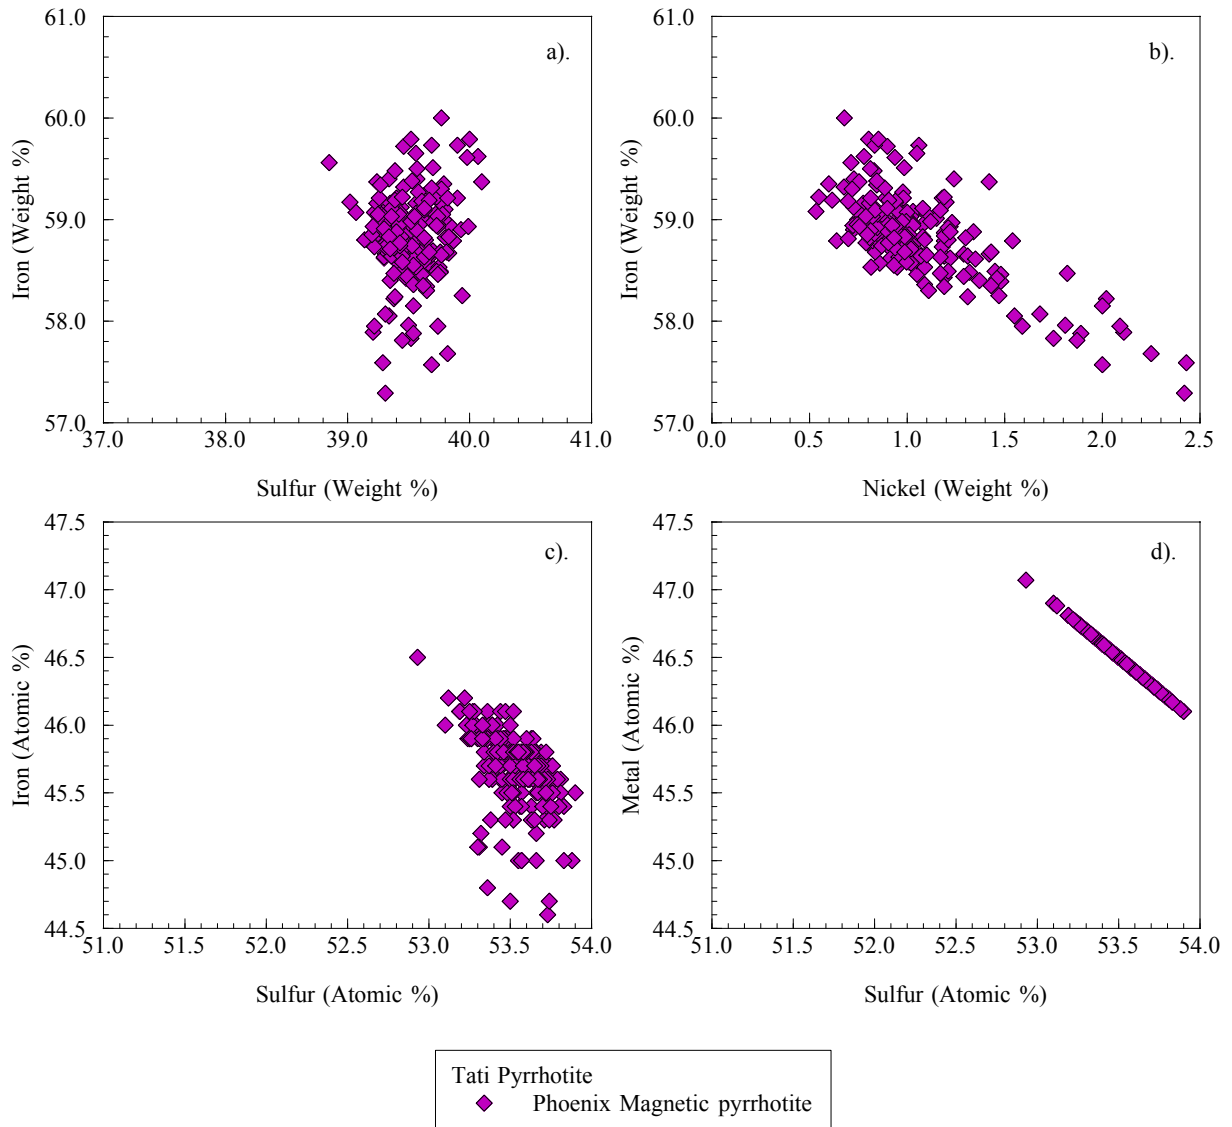 61.0
60.0
59.0
58.0
57.0
Iron (Weight %)
a).
37.0 38.0 39.0 40.0 41.0
Sulfur (Weight %)
61.0
60.0
59.0
58.0
57.0
Iron (Weight %)
b).
0.0 0.5 1.0 1.5 2.0 2.5
Nickel (Weight %)
47.5
47.0
46.5
46.0
45.5
45.0
44.5
Iron (Atomic %)
c).
51.0 51.5 52.0 52.5 53.0 53.5 54.0
Sulfur (Atomic %)
47.5
47.0
46.5
46.0
45.5
45.0
44.5
Metal (Atomic %)
d).
51.0 51.5 52.0 52.5 53.0 53.5 54.0
Sulfur (Atomic %)
Tati Pyrrhotite
Phoenix Magnetic pyrrhotite